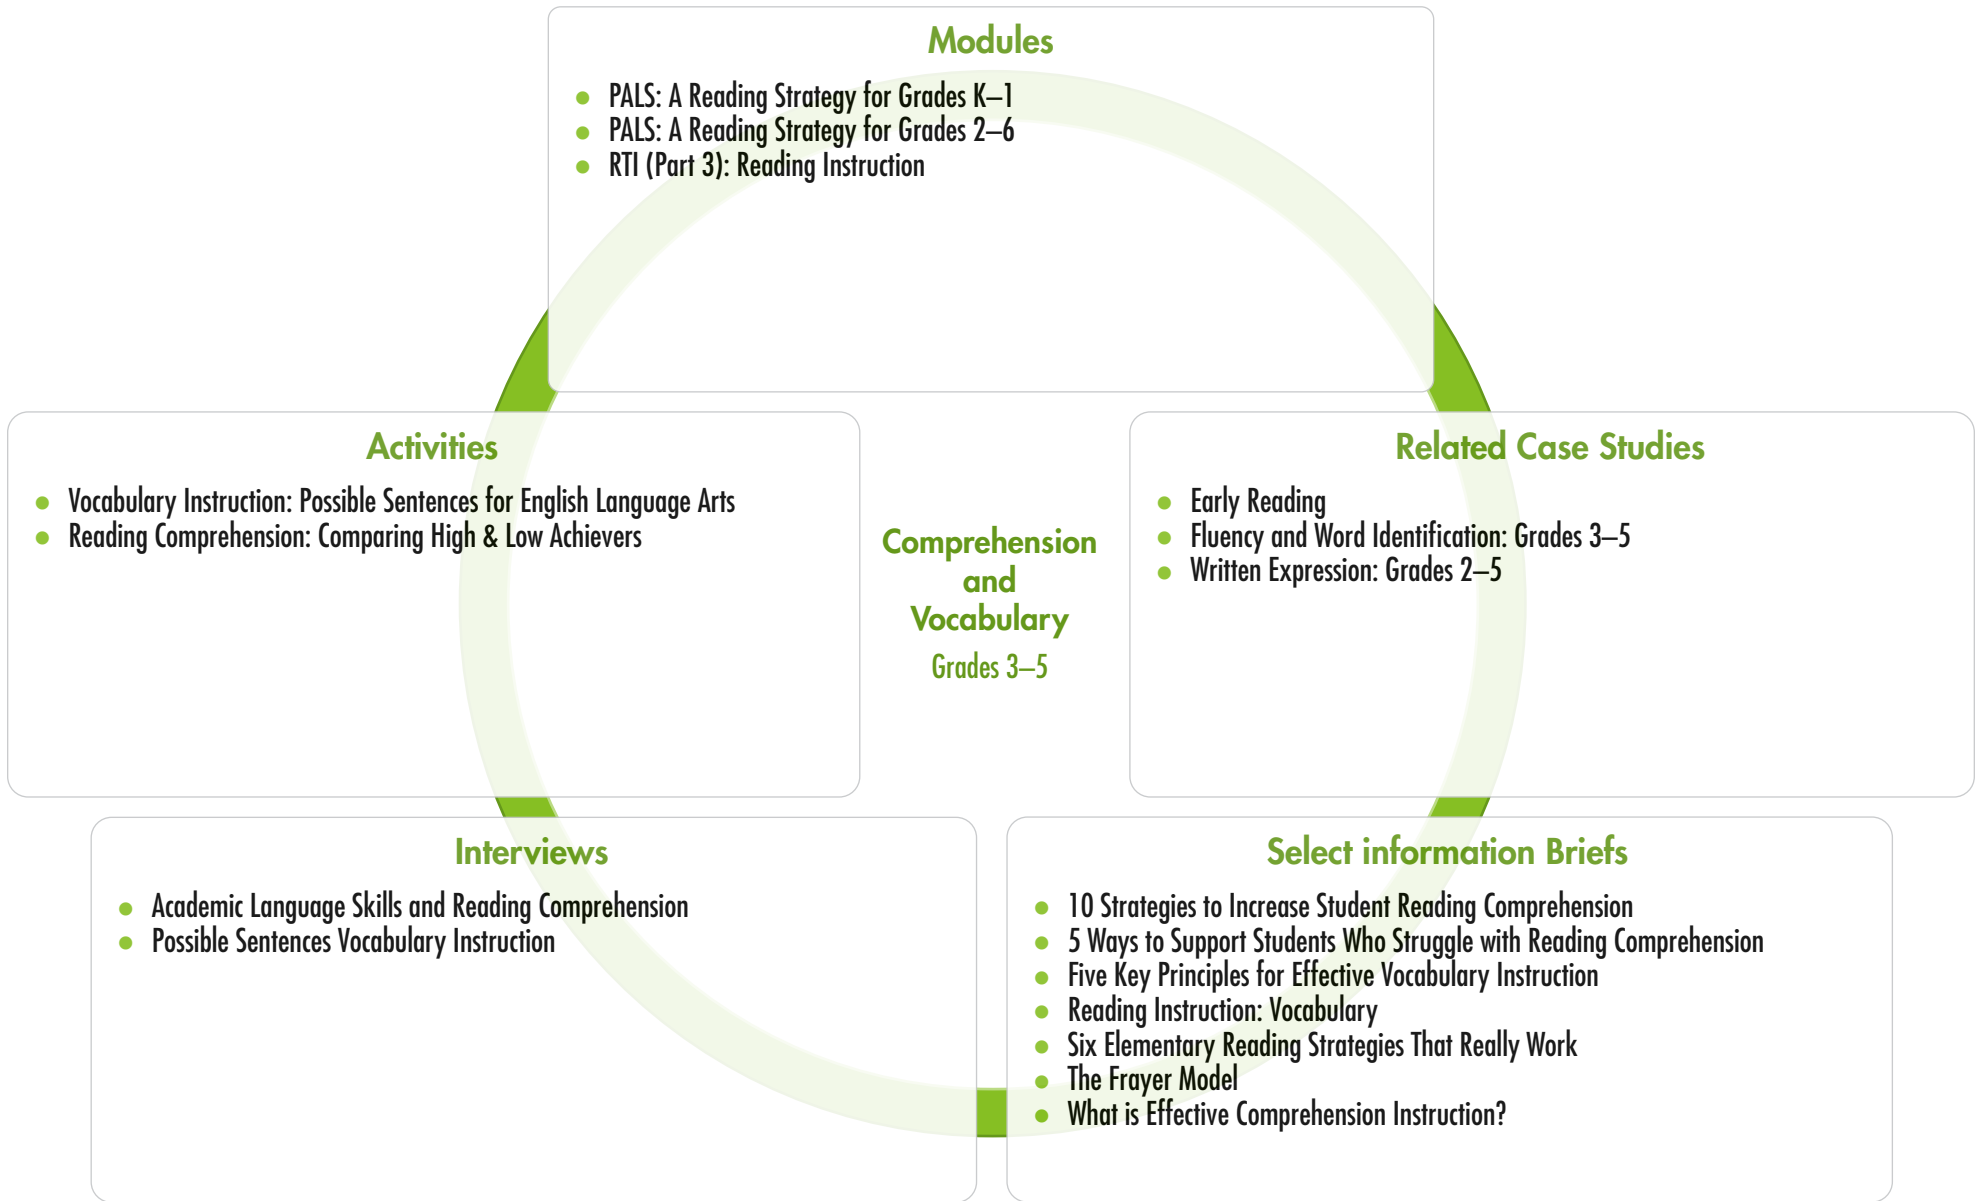 Modules
PALS: A Reading Strategy for Grades K–1
PALS: A Reading Strategy for Grades 2–6
RTI (Part 3): Reading Instruction
Activities
Vocabulary Instruction: Possible Sentences for English Language Arts
Reading Comprehension: Comparing High & Low Achievers
Comprehension
and
Vocabulary
Grades 3–5
Related Case Studies
Early Reading
Fluency and Word Identification: Grades 3–5
Written Expression: Grades 2–5
Interviews
Academic Language Skills and Reading Comprehension
Possible Sentences Vocabulary Instruction
Select information Briefs
10 Strategies to Increase Student Reading Comprehension
5 Ways to Support Students Who Struggle with Reading Comprehension
Five Key Principles for Effective Vocabulary Instruction
Reading Instruction: Vocabulary
Six Elementary Reading Strategies That Really Work
The Frayer Model
What is Effective Comprehension Instruction?